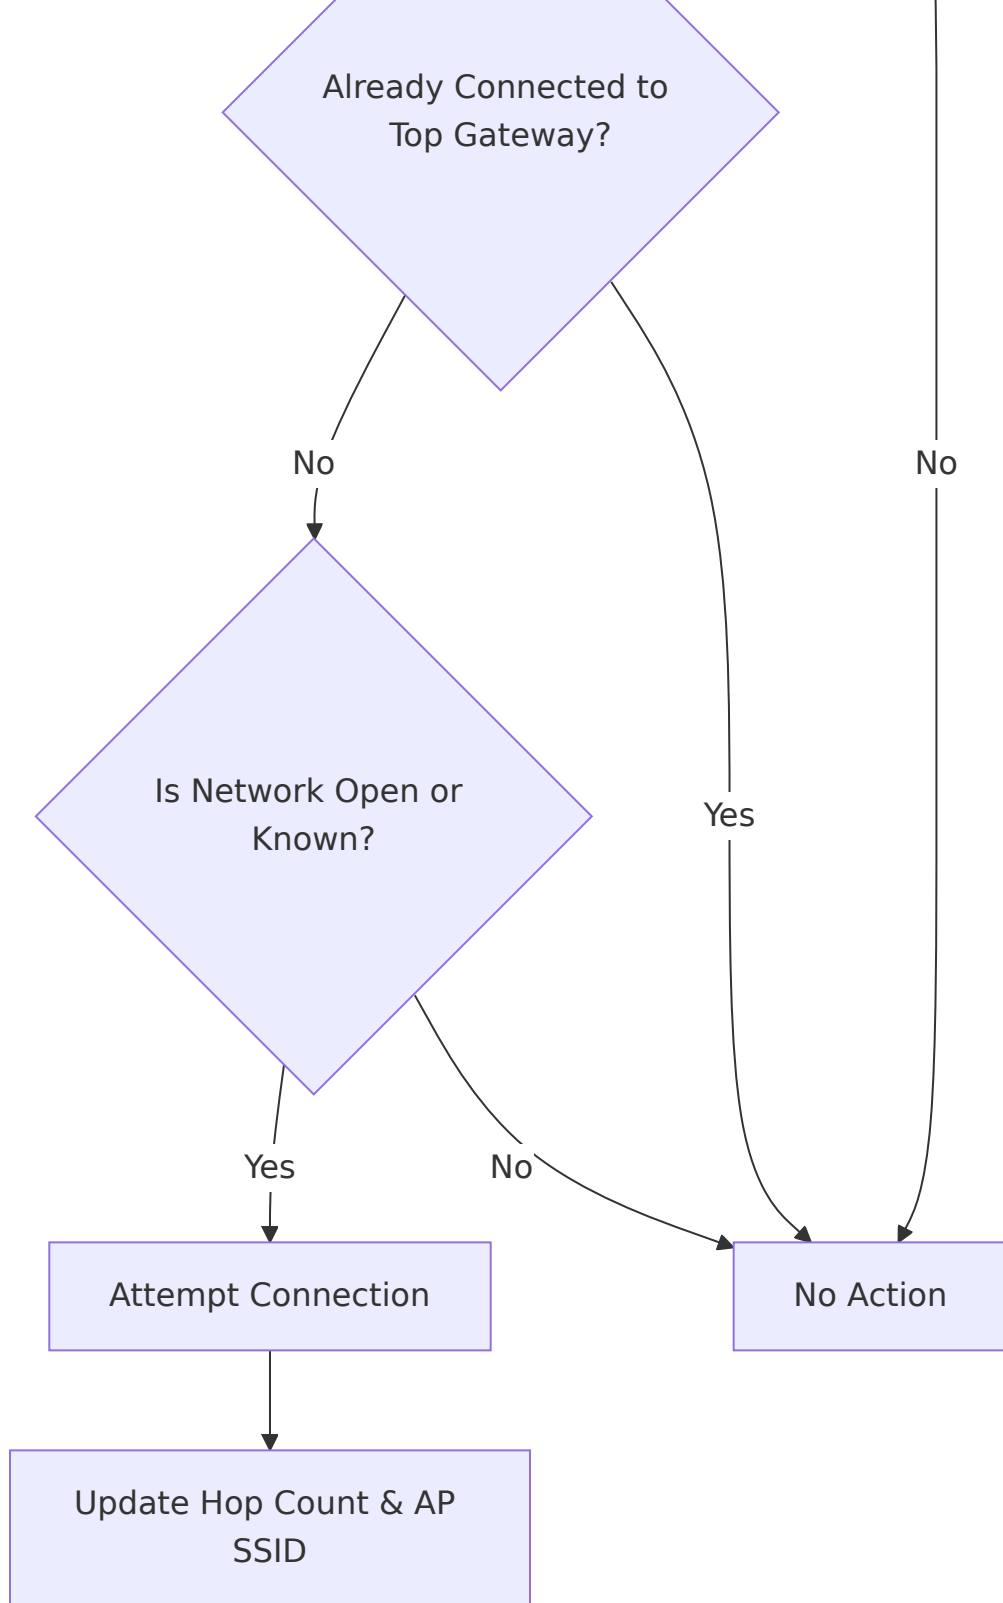 Already Connected to
Top Gateway?
No
No
Is Network Open or
Known?
Yes
Yes
No
Attempt Connection
No Action
Update Hop Count & AP
SSID